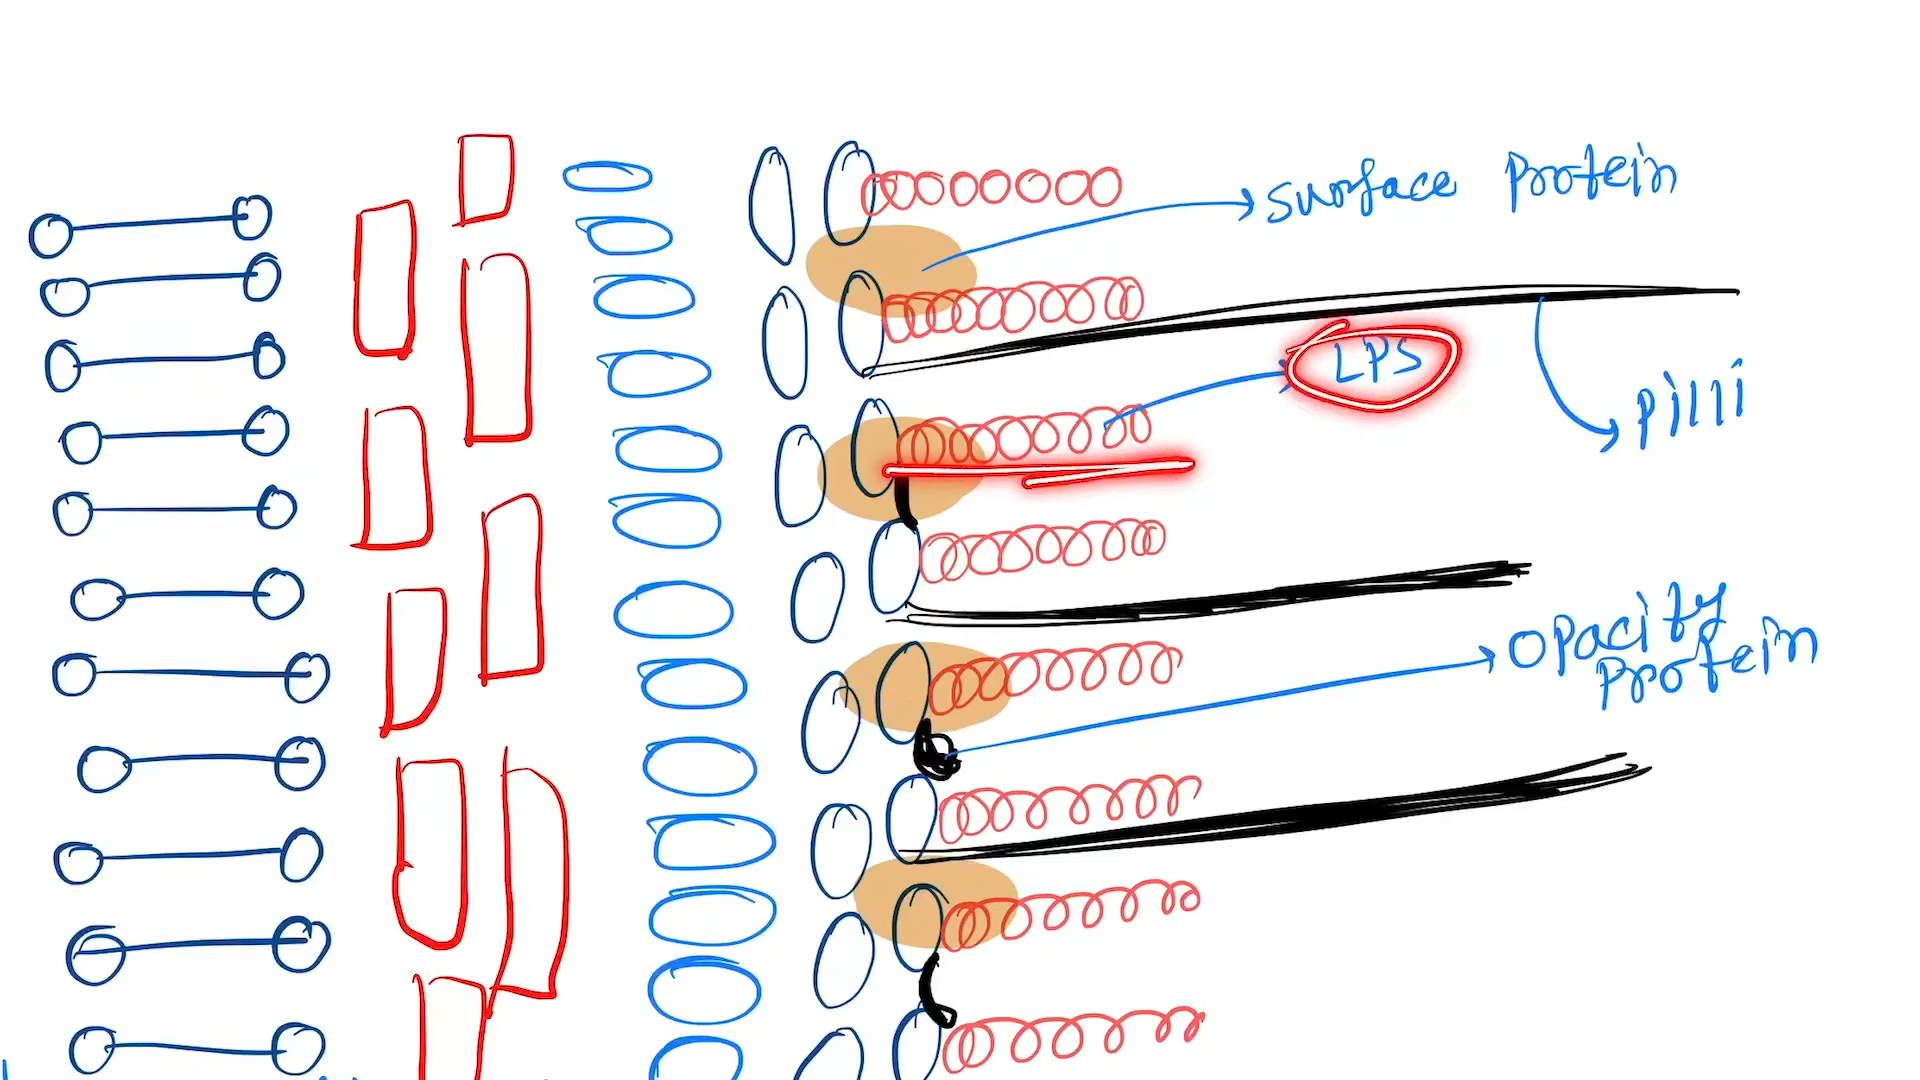 surface protein
LPS
pilli
opacity
protein